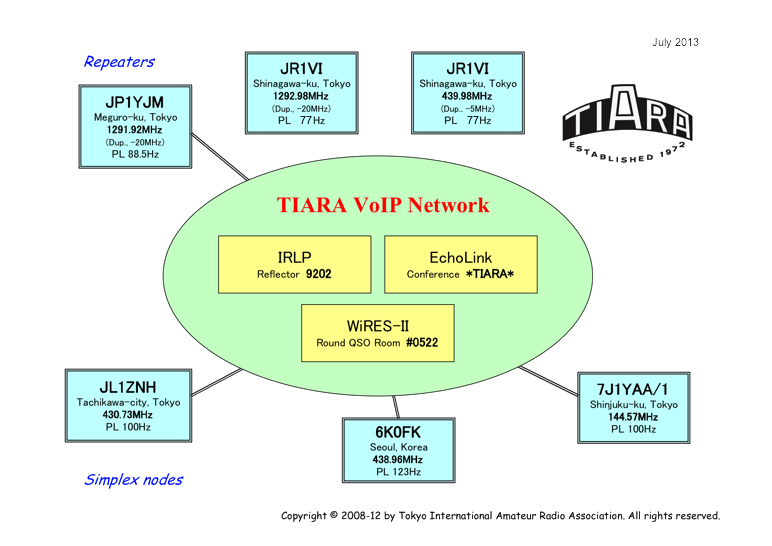 July 2013
Repeaters
JP1YJM
Meguro-ku, Tokyo
1291.92MHz
(Dup., -20MHz)
PL 88.5Hz
JR1VI
Shinagawa-ku, Tokyo
1292.98MHz
(Dup., -20MHz)
PL 77Hz
JR1VI
Shinagawa-ku, Tokyo
439.98MHz
(Dup.. -5MHz)
PL 77Hz
TIARA
ESTABLISHED 1972
TIARA VoIP Network
IRLP
Reflector 9202
EchoLink
Conference *TIARA*
WiRES-II
Round QSO Room #0522
JL1ZNH
Tachikawa-city, Tokyo
430.73MHz
PL 100Hz
6K0FK
Seoul, Korea
438.96MHz
PL 123Hz
7J1YAA/1
Shinjuku-ku, Tokyo
144.57MHz
PL 100Hz
Simplex nodes
Copyright © 2008-12 by Tokyo International Amateur Radio Association. All rights reserved.